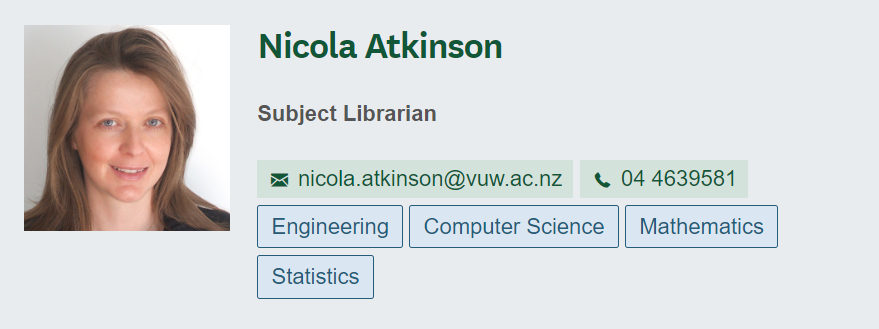 Nicola Atkinson
Subject Librarian
nicola.atkinson@vuw.ac.nz 04 4639581
Engineering Computer Science Mathematics
Statistics